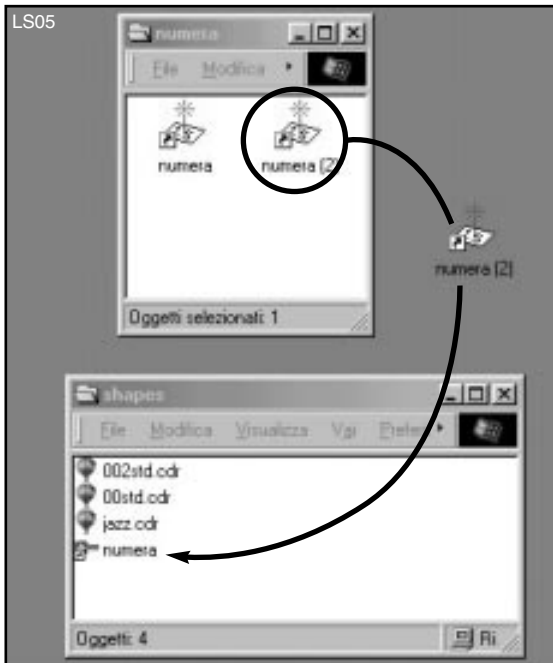 LS05
numera
File Modifica
numera numera (2)
Oggetti selezionati: 1
numera (2)
shapes
File Modifica Visualizza Vai Prefer
002std.cdr
00std.cdr
jazz.cdr
numera
Oggetti: 4 Ri